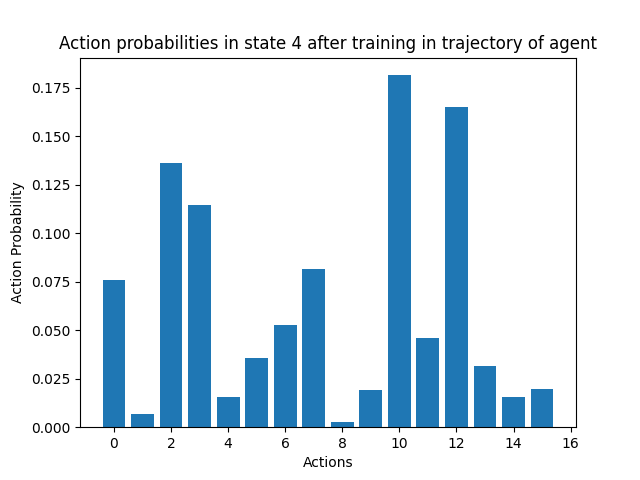 Action probabilities in state 4 after training in trajectory of agent
0.175
0.150
0.125
0.100
0.075
0.050
0.025
0.000
Action Probability
0 2 4 6 8 10 12 14 16
Actions